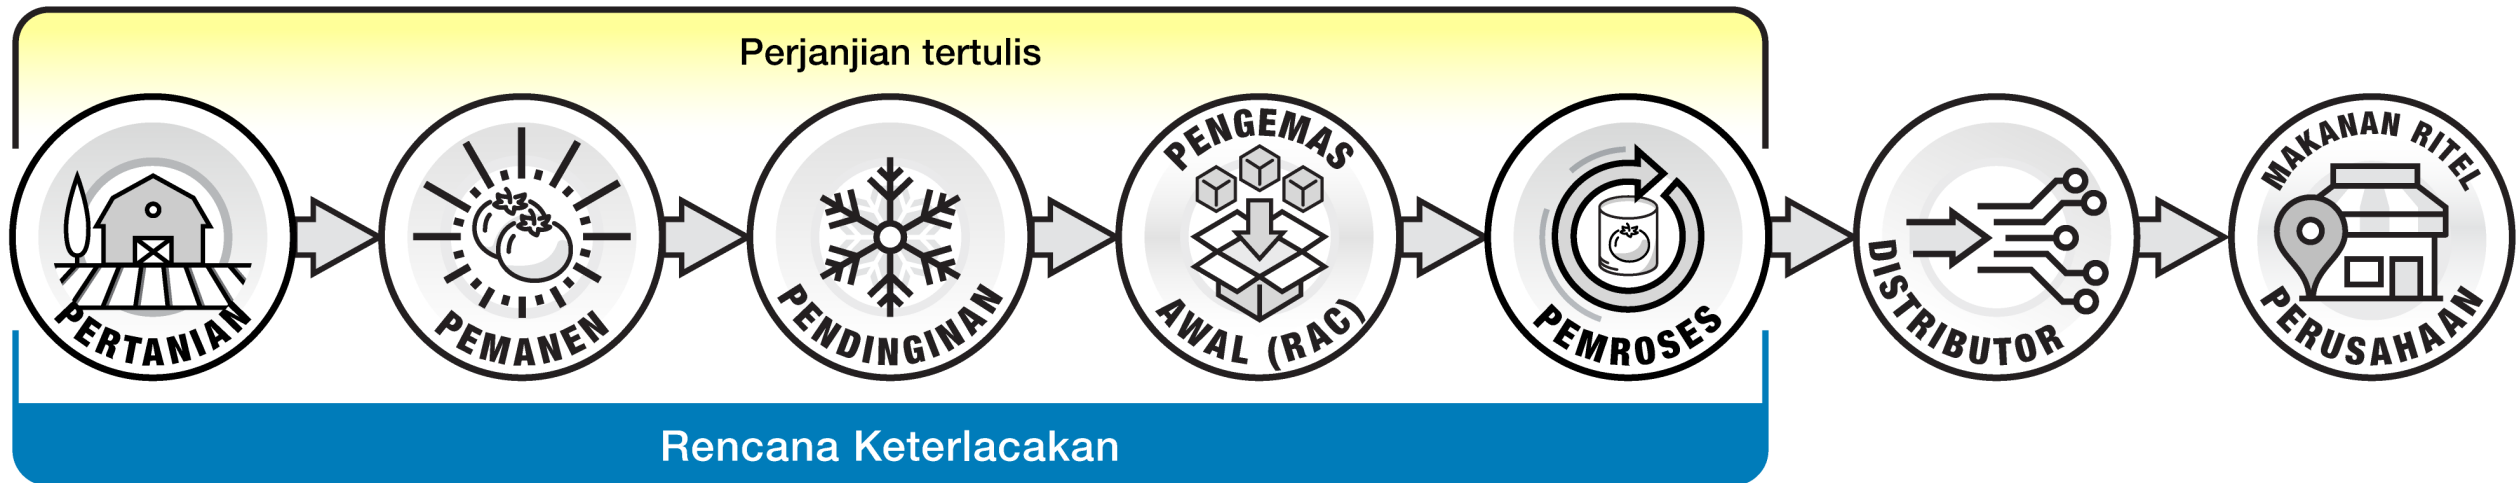 Perjanjian tertulis
PERTANIAN
PEMANEN
PENDINGINAN
PENGEMAS
AWAL (RAC)
PEMROSES
DISTRIBUTOR
MAKANAN RITEL
PERUSAHAAN
Rencana Keterlacakan